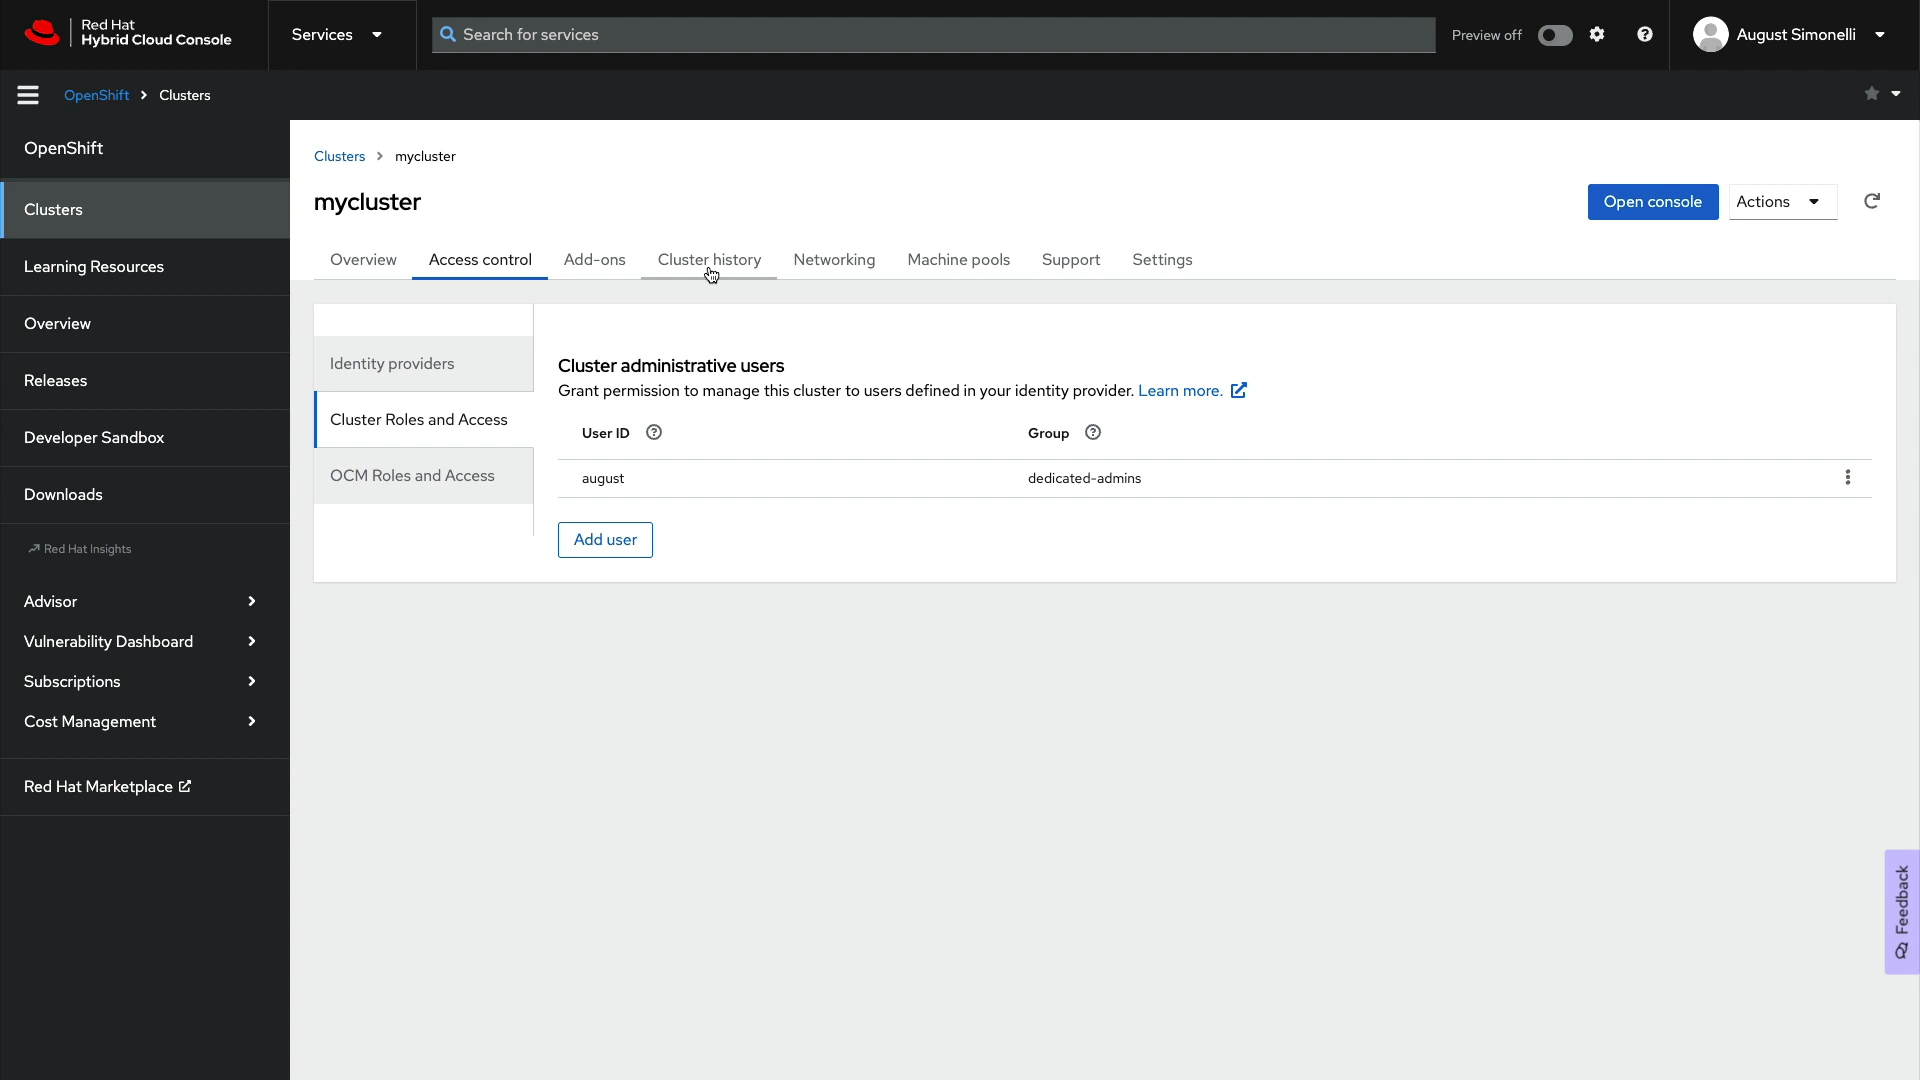 Red Hat
Hybrid Cloud Console
Services
Search for services
Preview off
August Simonelli
OpenShift
Clusters
OpenShift
Clusters
Learning Resources
Overview
Releases
Developer Sandbox
Downloads
Red Hat Insights
Advisor
Vulnerability Dashboard
Subscriptions
Cost Management
Red Hat Marketplace
Clusters
mycluster
mycluster
Open console
Actions
Overview
Access control
Add-ons
Cluster history
Networking
Machine pools
Support
Settings
Identity providers
Cluster Roles and Access
OCM Roles and Access
Cluster administrative users
Grant permission to manage this cluster to users defined in your identity provider. Learn more.
User ID
Group
august
dedicated-admins
Add user
Feedback